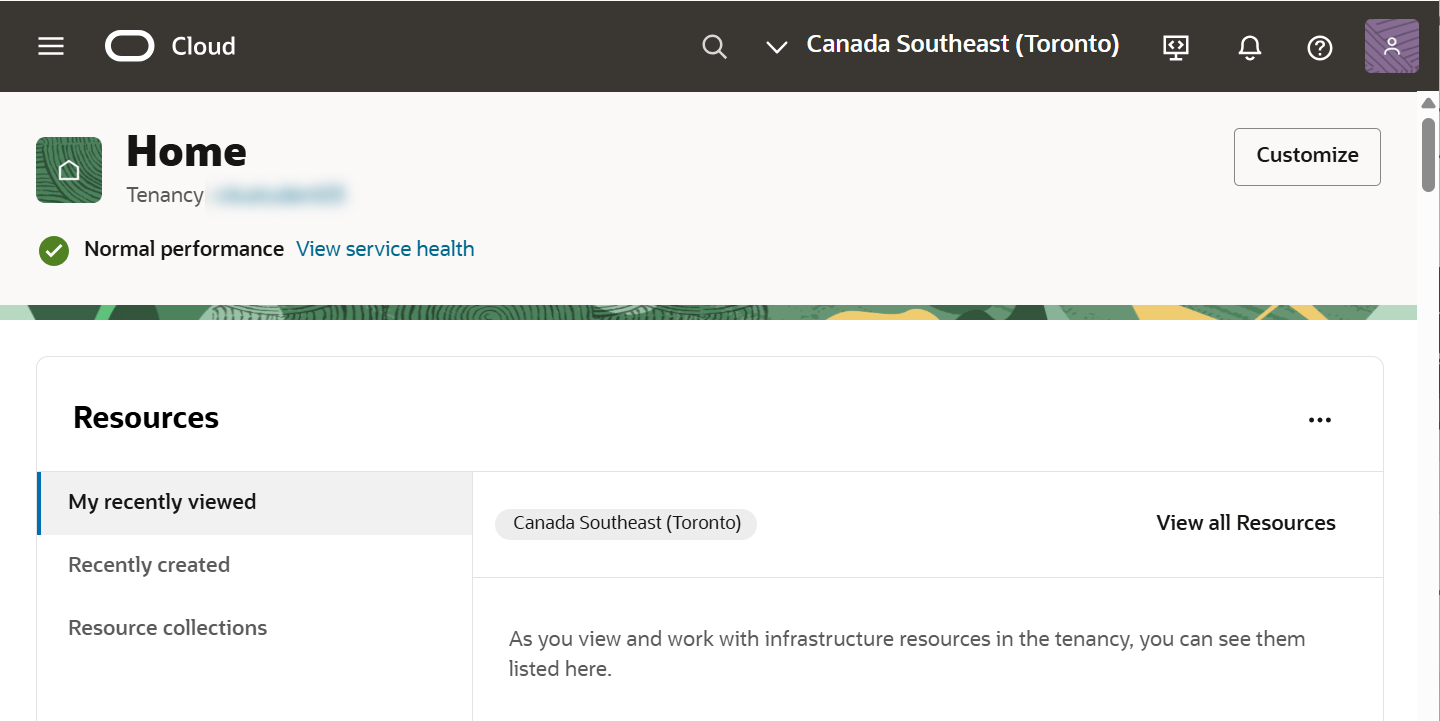 Cloud
Canada Southeast (Toronto)
Home
Customize
Tenancy
Normal performance View service health
Resources
My recently viewed
Recently created
Resource collections
Canada Southeast (Toronto)
View all Resources
As you view and work with infrastructure resources in the tenancy, you can see them
listed here.